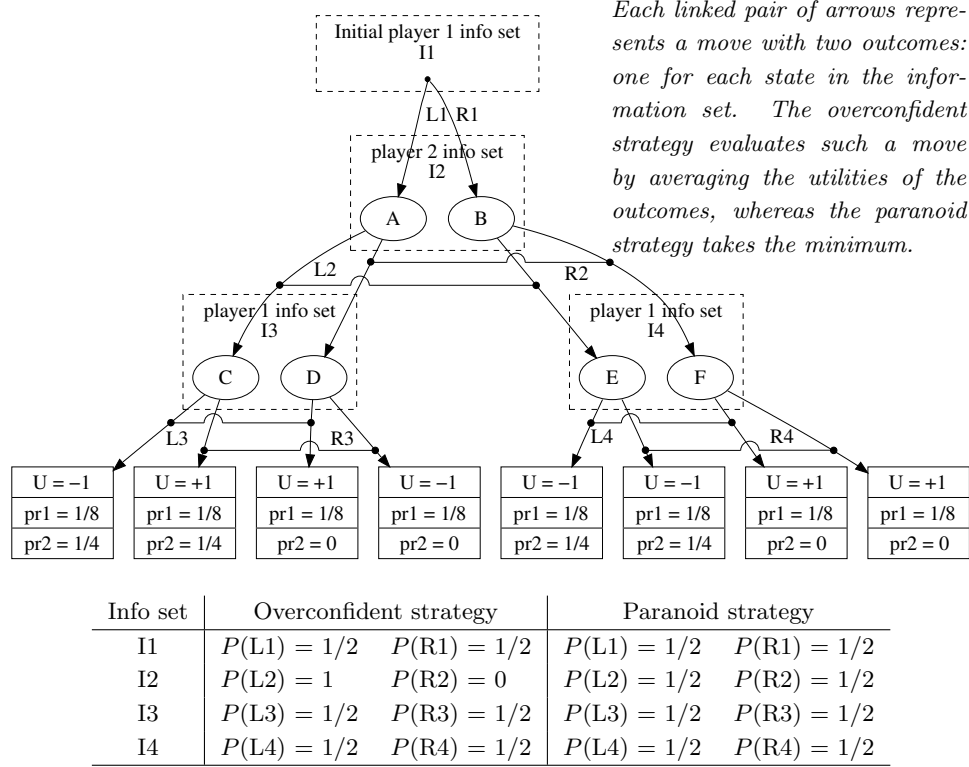 Initial player 1 info set
I1
Each linked pair of arrows repre-
sents a move with two outcomes:
one for each state in the infor-
mation set. The overconfident
strategy evaluates such a move
by averaging the utilities of the
outcomes, whereas the paranoid
strategy takes the minimum.
L1 R1
player 2 info set
I2
A B
L2 R2
player 1 info set player 1 info set
I3 I4
C D E F
L3 R3 L4 R4
U = −1 U = +1 U = +1 U = −1 U = −1 U = −1 U = +1 U = +1
pr1 = 1/8 pr1 = 1/8 pr1 = 1/8 pr1 = 1/8 pr1 = 1/8 pr1 = 1/8 pr1 = 1/8 pr1 = 1/8
pr2 = 1/4 pr2 = 1/4 pr2 = 0 pr2 = 0 pr2 = 1/4 pr2 = 1/4 pr2 = 0 pr2 = 0
Info set Overconfident strategy Paranoid strategy
I1 P(L1) = 1/2 P(R1) = 1/2 P(L1) = 1/2 P(R1) = 1/2
I2 P(L2) = 1 P(R2) = 0 P(L2) = 1/2 P(R2) = 1/2
I3 P(L3) = 1/2 P(R3) = 1/2 P(L3) = 1/2 P(R3) = 1/2
I4 P(L4) = 1/2 P(R4) = 1/2 P(L4) = 1/2 P(R4) = 1/2